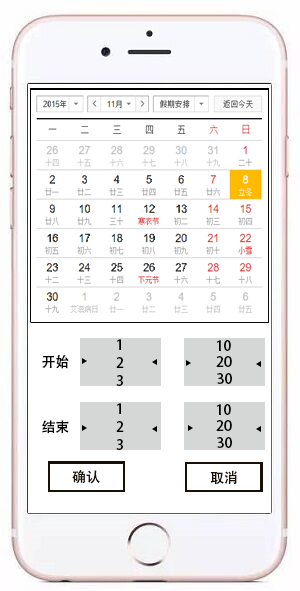 2015年 11月 假期安排 返回今天
一 二 三 四 五 六 日
26 27 28 29 30 31 1
十四 十五 十六 十七 十八 十九 二十
2 3 4 5 6 7 8
廿一 廿二 廿三 廿四 廿五 廿六 立冬
9 10 11 12 13 14 15
廿八 廿九 三十 寒衣节 初二 初三 初四
16 17 18 19 20 21 22
初五 初六 初七 初八 初九 初十 小雪
23 24 25 26 27 28 29
十二 十三 十四 下元节 十六 十七 十八
30 1 2 3 4 5 6
十九 艾滋病日 廿一 廿二 廿三 廿四 廿五
开始
1 10
2 20
3 30
结束
1 10
2 20
3 30
确认 取消